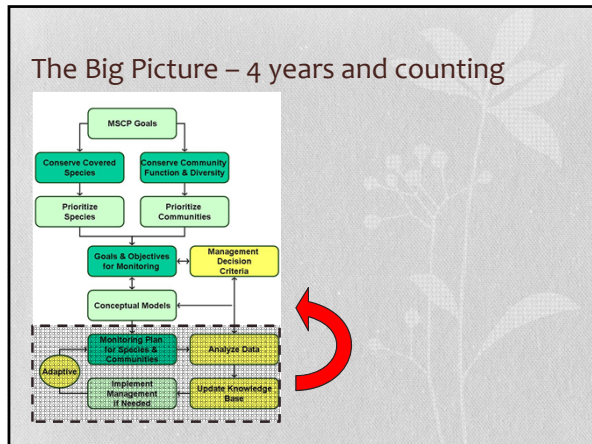 The Big Picture – 4 years and counting
MSCP Goals
Conserve Covered
Species
Conserve Community
Function & Diversity
Prioritize
Species
Prioritize
Communities
Goals & Objectives
for Monitoring
Management
Decision
Criteria
Conceptual Models
Monitoring Plan
for Species &
Communities
Analyze Data
Adaptive
Implement
Management
If Needed
Update Knowledge
Base